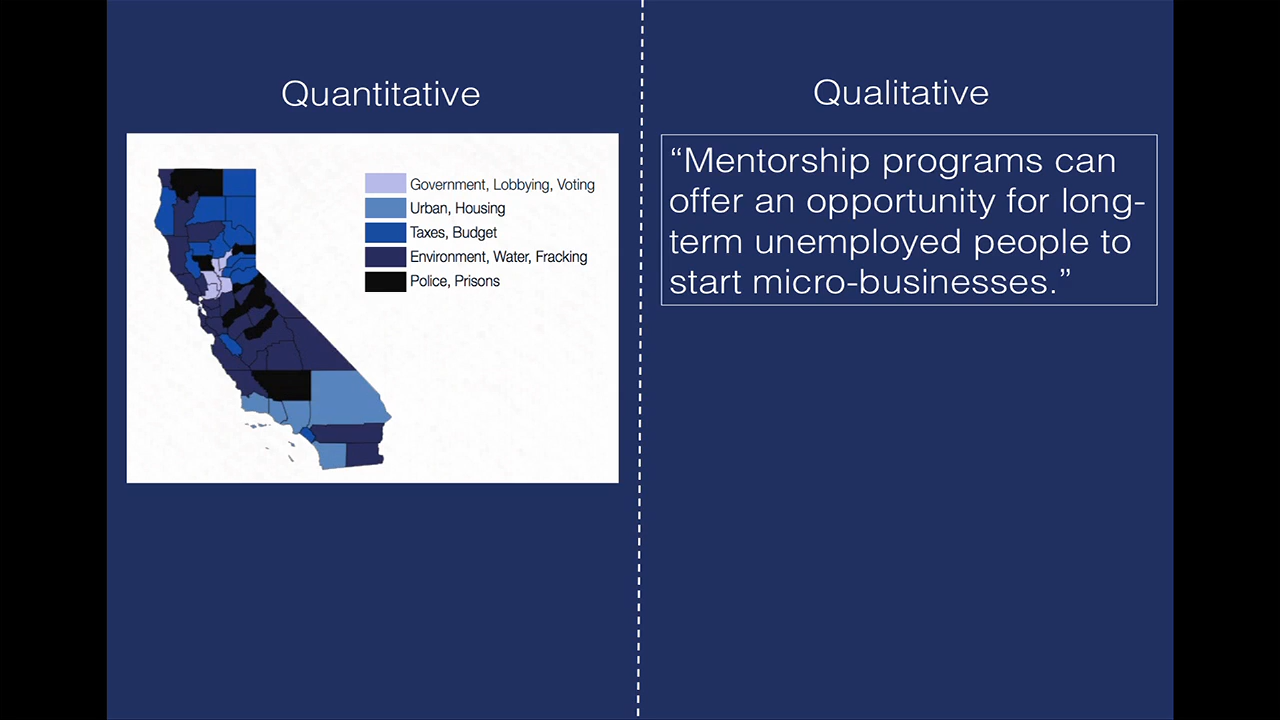 Quantitative
Government, Lobbying, Voting
Urban, Housing
Taxes, Budget
Environment, Water, Fracking
Police, Prisons
Qualitative
“Mentorship programs can
offer an opportunity for long-
term unemployed people to
start micro-businesses.”